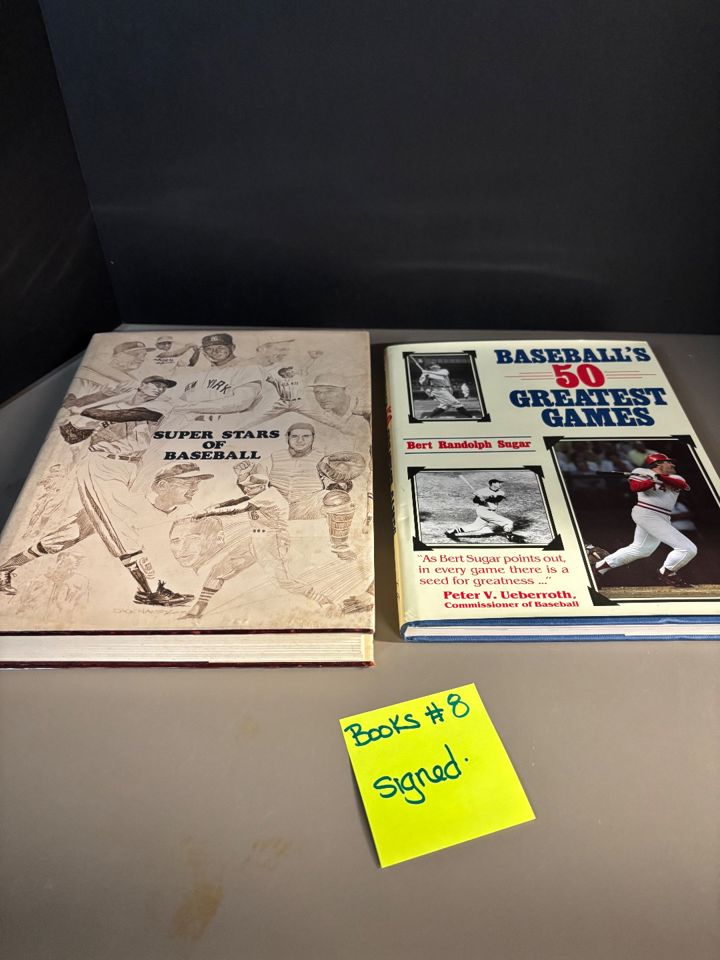 SUPER STARS
OF
BASEBALL
YORK
BASEBALL'S
50
GREATEST
GAMES
Bert Randolph Sugar
"As Bert Sugar points out,
in every game there is a
seed for greatness ..."
Peter V. Ueberroth,
Commissioner of Baseball
Books #8
signed.